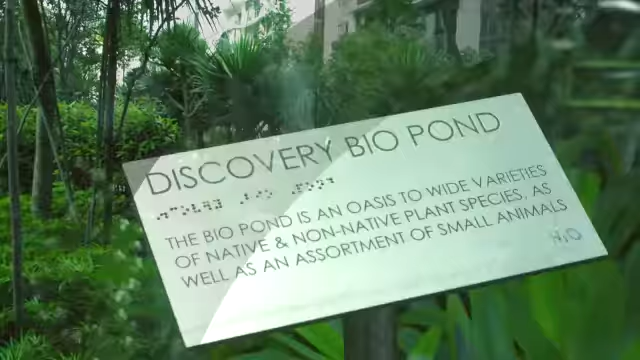 DISCOVERY BIO POND
THE BIO POND IS AN OASIS TO WIDE VARIETIES
OF NATIVE & NON-NATIVE PLANT SPECIES, AS
WELL AS AN ASSORTMENT OF SMALL ANIMALS